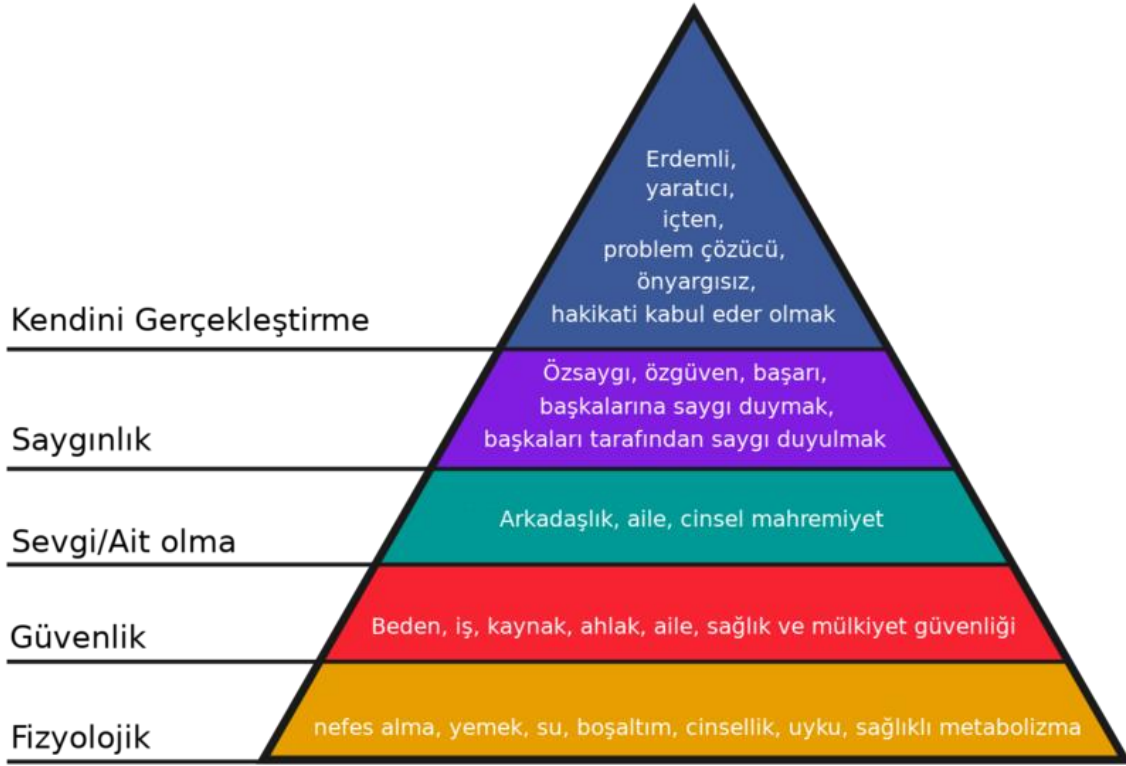 Erdemli,
yaratıcı,
içten,
problem çözücü,
önyargısız,
hakikati kabul eder olmak
Kendini Gerçekleştirme
Özsaygı, özgüven, başarı,
başkalarına saygı duymak,
başkaları tarafından saygı duyulmak
Saygınlık
Arkadaşlık, aile, cinsel mahremiyet
Sevgi/Ait olma
Beden, iş, kaynak, ahlak, aile, sağlık ve mülkiyet güvenliği
Güvenlik
nefes alma, yemek, su, boşaltım, cinsellik, uyku, sağlıklı metabolizma
Fizyolojik